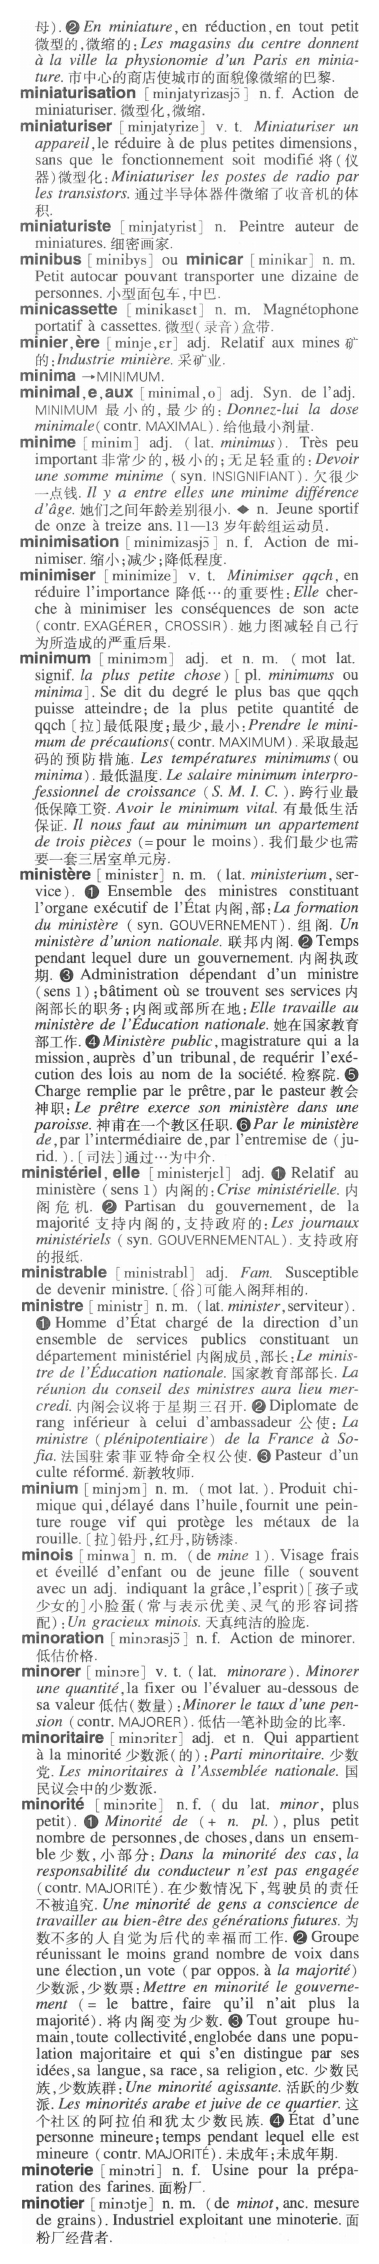 母). ❷ En miniature, en réduction, en tout petit
微型的,微缩的: Les magasins du centre donnent
à la ville la physionomie d'un Paris en minia-
ture. 市中心的商店使城市的面貌像微缩的巴黎.
miniaturisation [minjatyrizasjɔ̃] n. f. Action de
miniaturiser. 微型化,微缩.
miniaturiser [minjatyrize] v. t. Miniaturiser un
appareil, le réduire à de plus petites dimensions,
sans que le fonctionnement soit modifié 将(仪
器)微型化: Miniaturiser les postes de radio par
les transistors. 通过半导体器件微缩了收音机的体
积.
miniaturiste [minjatyrist] n. Peintre auteur de
miniatures. 细密画家.
minibus [minibys] ou minicar [minikar] n. m.
Petit autocar pouvant transporter une dizaine de
personnes. 小型面包车,中巴.
minicassette [minikasɛt] n. m. Magnétophone
portatif à cassettes. 微型(录音)盒带.
minier, ère [minje, ɛr] adj. Relatif aux mines 矿
的: Industrie minière. 采矿业.
minima →MINIMUM.
minimal, e, aux [minimal, o] adj. Syn. de l'adj.
MINIMUM 最小的,最少的: Donnez-lui la dose
minimale (contr. MAXIMAL). 给他最小剂量.
minime [minim] adj. (lat. minimus). Très peu
important 非常少的,极小的;无足轻重的: Devoir
une somme minime (syn. INSIGNIFIANT). 欠很少
一点钱. Il y a entre elles une minime différence
d'âge. 她们之间年龄差别很小. ◆ n. Jeune sportif
de onze à treize ans. 11—13 岁年龄组运动员.
minimisation [minimizasjɔ̃] n. f. Action de mi-
nimiser. 缩小;减少;降低程度.
minimiser [minimize] v. t. Minimiser qqch, en
réduire l'importance 降低…的重要性: Elle cher-
che à minimiser les conséquences de son acte
(contr. EXAGÉRER, CROSSIR). 她力图减轻自己行
为所造成的严重后果.
minimum [minimɔm] adj. et n. m. (mot lat.
signif. la plus petite chose) [pl. minimums ou
minima]. Se dit du degré le plus bas que qqch
puisse atteindre; de la plus petite quantité de
qqch [拉]最低限度;最少,最小: Prendre le mini-
mum de précautions (contr. MAXIMUM). 采取最起
码的预防措施. Les températures minimums (ou
minima). 最低温度. Le salaire minimum interpro-
fessionnel de croissance (S. M. I. C.). 跨行业最
低保障工资. Avoir le minimum vital. 有最低生活
保证. Il nous faut au minimum un appartement
de trois pièces (= pour le moins). 我们最少也需
要一套三居室单元房.
ministère [ministɛr] n. m. (lat. ministerium, ser-
vice). ❶ Ensemble des ministres constituant
l'organe exécutif de l'État 内阁,部: La formation
du ministère (syn. GOUVERNEMENT). 组阁. Un
ministère d'union nationale. 联邦内阁. ❷ Temps
pendant lequel dure un gouvernement. 内阁执政
期. ❸ Administration dépendant d'un ministre
(sens 1); bâtiment où se trouvent ses services 内
阁部长的职务;内阁或部所在地: Elle travaille au
ministère de l'Éducation nationale. 她在国家教育
部工作. ❹ Ministère public, magistrature qui a la
mission, auprès d'un tribunal, de requérir l'exé-
cution des lois au nom de la société. 检察院. ❺
Charge remplie par le prêtre, par le pasteur 教会
神职: Le prêtre exerce son ministère dans une
paroisse. 神甫在一个教区任职. ❻ Par le ministère
de, par l'intermédiaire de, par l'entremise de (ju-
rid.). [司法]通过…为中介.
ministériel, elle [ministerjɛl] adj. ❶ Relatif au
ministère (sens 1) 内阁的: Crise ministérielle. 内
阁危机. ❷ Partisan du gouvernement, de la
majorité 支持内阁的,支持政府的: Les journaux
ministériels (syn. GOUVERNEMENTAL). 支持政府
的报纸.
ministrable [ministrabl] adj. Fam. Susceptible
de devenir ministre. [俗]可能入阁拜相的.
ministre [ministr] n. m. (lat. minister, serviteur).
❶ Homme d'État chargé de la direction d'un
ensemble de services publics constituant un
département ministériel 内阁成员,部长: Le minis-
tre de l'Éducation nationale. 国家教育部部长. La
réunion du conseil des ministres aura lieu mer-
credi. 内阁会议将于星期三召开. ❷ Diplomate de
rang inférieur à celui d'ambassadeur 公使: La
ministre (plénipotentiaire) de la France à So-
fia. 法国驻索菲亚特命全权公使. ❸ Pasteur d'un
culte réformé. 新教牧师.
minium [minjɔm] n. m. (mot lat.). Produit chi-
mique qui, délayé dans l'huile, fournit une pein-
ture rouge vif qui protège les métaux de la
rouille. [拉]铅丹,红丹,防锈漆.
minois [minwa] n. m. (de mine 1). Visage frais
et éveillé d'enfant ou de jeune fille (souvent
avec un adj. indiquant la grâce, l'esprit) [孩子或
少女的]小脸蛋(常与表示优美、灵气的形容词搭
配): Un gracieux minois. 天真纯洁的脸庞.
minoration [minɔrasjɔ̃] n. f. Action de minorer.
低估价格.
minorer [minɔre] v. t. (lat. minorare). Minorer
une quantité, la fixer ou l'évaluer au-dessous de
sa valeur 低估(数量): Minorer le taux d'une pen-
sion (contr. MAJORER). 低估一笔补助金的比率.
minoritaire [minɔritɛr] adj. et n. Qui appartient
à la minorité 少数派(的): Parti minoritaire. 少数
党. Les minoritaires à l'Assemblée nationale. 国
民议会中的少数派.
minorité [minɔrite] n. f. (du lat. minor, plus
petit). ❶ Minorité de (+ n. pl.), plus petit
nombre de personnes, de choses, dans un ensem-
ble 少数,小部分: Dans la minorité des cas, la
responsabilité du conducteur n'est pas engagée
(contr. MAJORITÉ). 在少数情况下,驾驶员的责任
不被追究. Une minorité de gens a conscience de
travailler au bien-être des générations futures. 为
数不多的人自觉为后代的幸福而工作. ❷ Groupe
réunissant le moins grand nombre de voix dans
une élection, un vote (par oppos. à la majorité)
少数派,少数票: Mettre en minorité le gouverne-
ment (= le battre, faire qu'il n'ait plus la
majorité). 将内阁变为少数. ❸ Tout groupe hu-
main, toute collectivité, englobée dans une popu-
lation majoritaire et qui s'en distingue par ses
idées, sa langue, sa race, sa religion, etc. 少数民
族,少数族群: Une minorité agissante. 活跃的少数
派. Les minorités arabe et juive de ce quartier. 这
个社区的阿拉伯和犹太少数民族. ❹ État d'une
personne mineure; temps pendant lequel elle est
mineure (contr. MAJORITÉ). 未成年;未成年期.
minoterie [minɔtri] n. f. Usine pour la prépa-
ration des farines. 面粉厂.
minotier [minɔtje] n. m. (de minot, anc. mesure
de grains). Industriel exploitant une minoterie. 面
粉厂经营者.